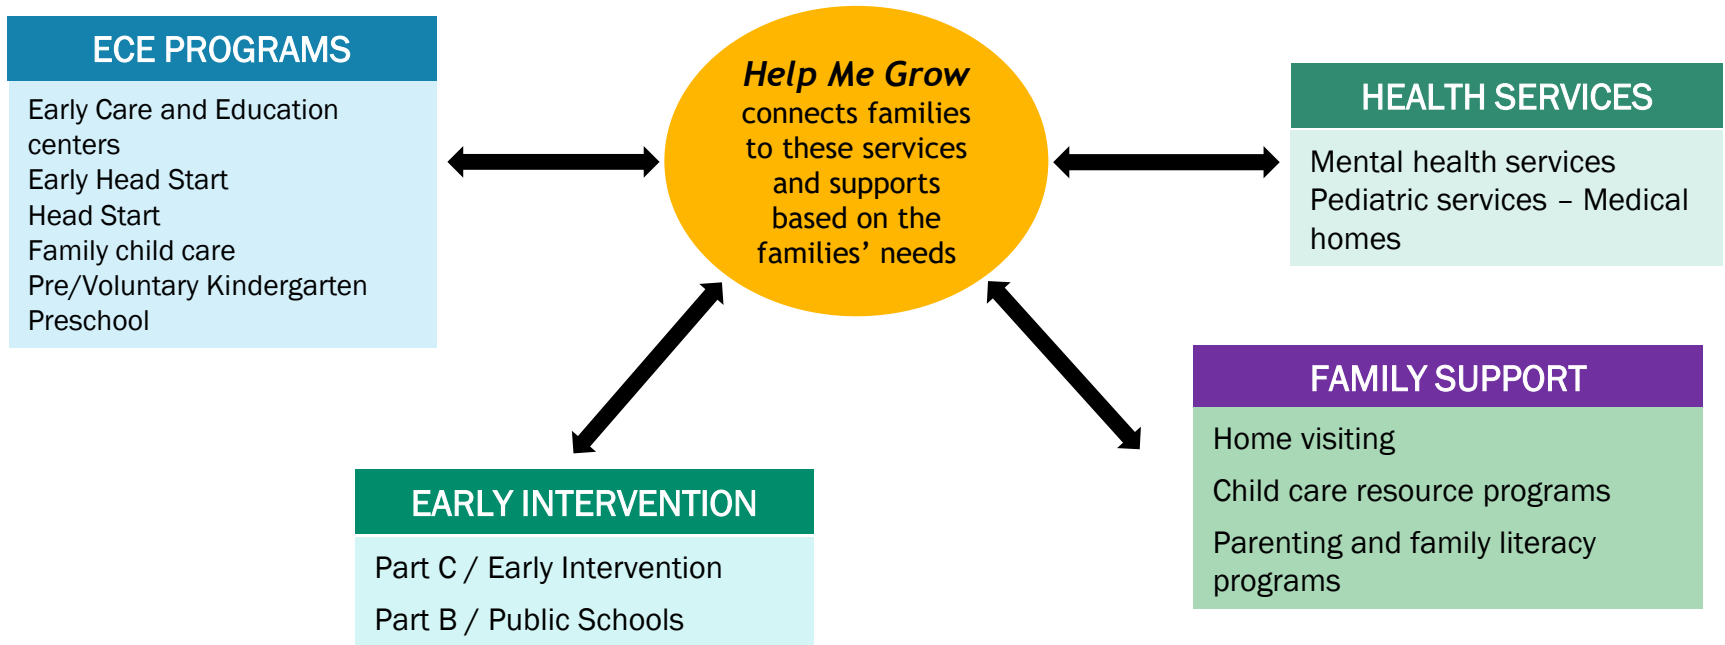 ECE PROGRAMS
Early Care and Education
centers
Early Head Start
Head Start
Family child care
Pre/Voluntary Kindergarten
Preschool
Help Me Grow
connects families
to these services
and supports
based on the
families’ needs
HEALTH SERVICES
Mental health services
Pediatric services – Medical
homes
EARLY INTERVENTION
Part C / Early Intervention
Part B / Public Schools
FAMILY SUPPORT
Home visiting
Child care resource programs
Parenting and family literacy
programs